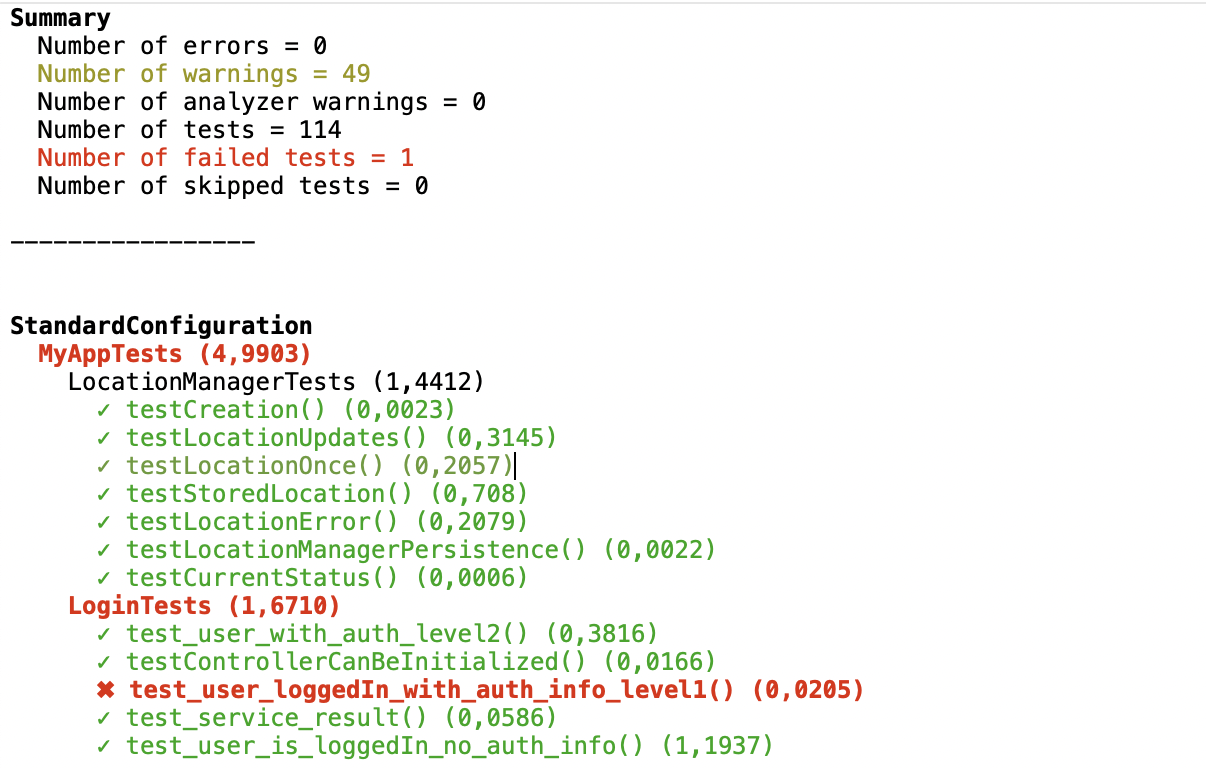 Summary
Number of errors = 0
Number of warnings = 49
Number of analyzer warnings = 0
Number of tests = 114
Number of failed tests = 1
Number of skipped tests = 0
-----------------
StandardConfiguration
MyAppTests (4,9903)
LocationManagerTests (1,4412)
✓ testCreation() (0,0023)
✓ testLocationUpdates() (0,3145)
✓ testLocationOnce() (0,2057)
✓ testStoredLocation() (0,708)
✓ testLocationError() (0,2079)
✓ testLocationManagerPersistence() (0,0022)
✓ testCurrentStatus() (0,0006)
LoginTests (1,6710)
✓ test_user_with_auth_level2() (0,3816)
✓ testControllerCanBeInitialized() (0,0166)
✖ test_user_loggedIn_with_auth_info_level1() (0,0205)
✓ test_service_result() (0,0586)
✓ test_user_is_loggedIn_no_auth_info() (1,1937)